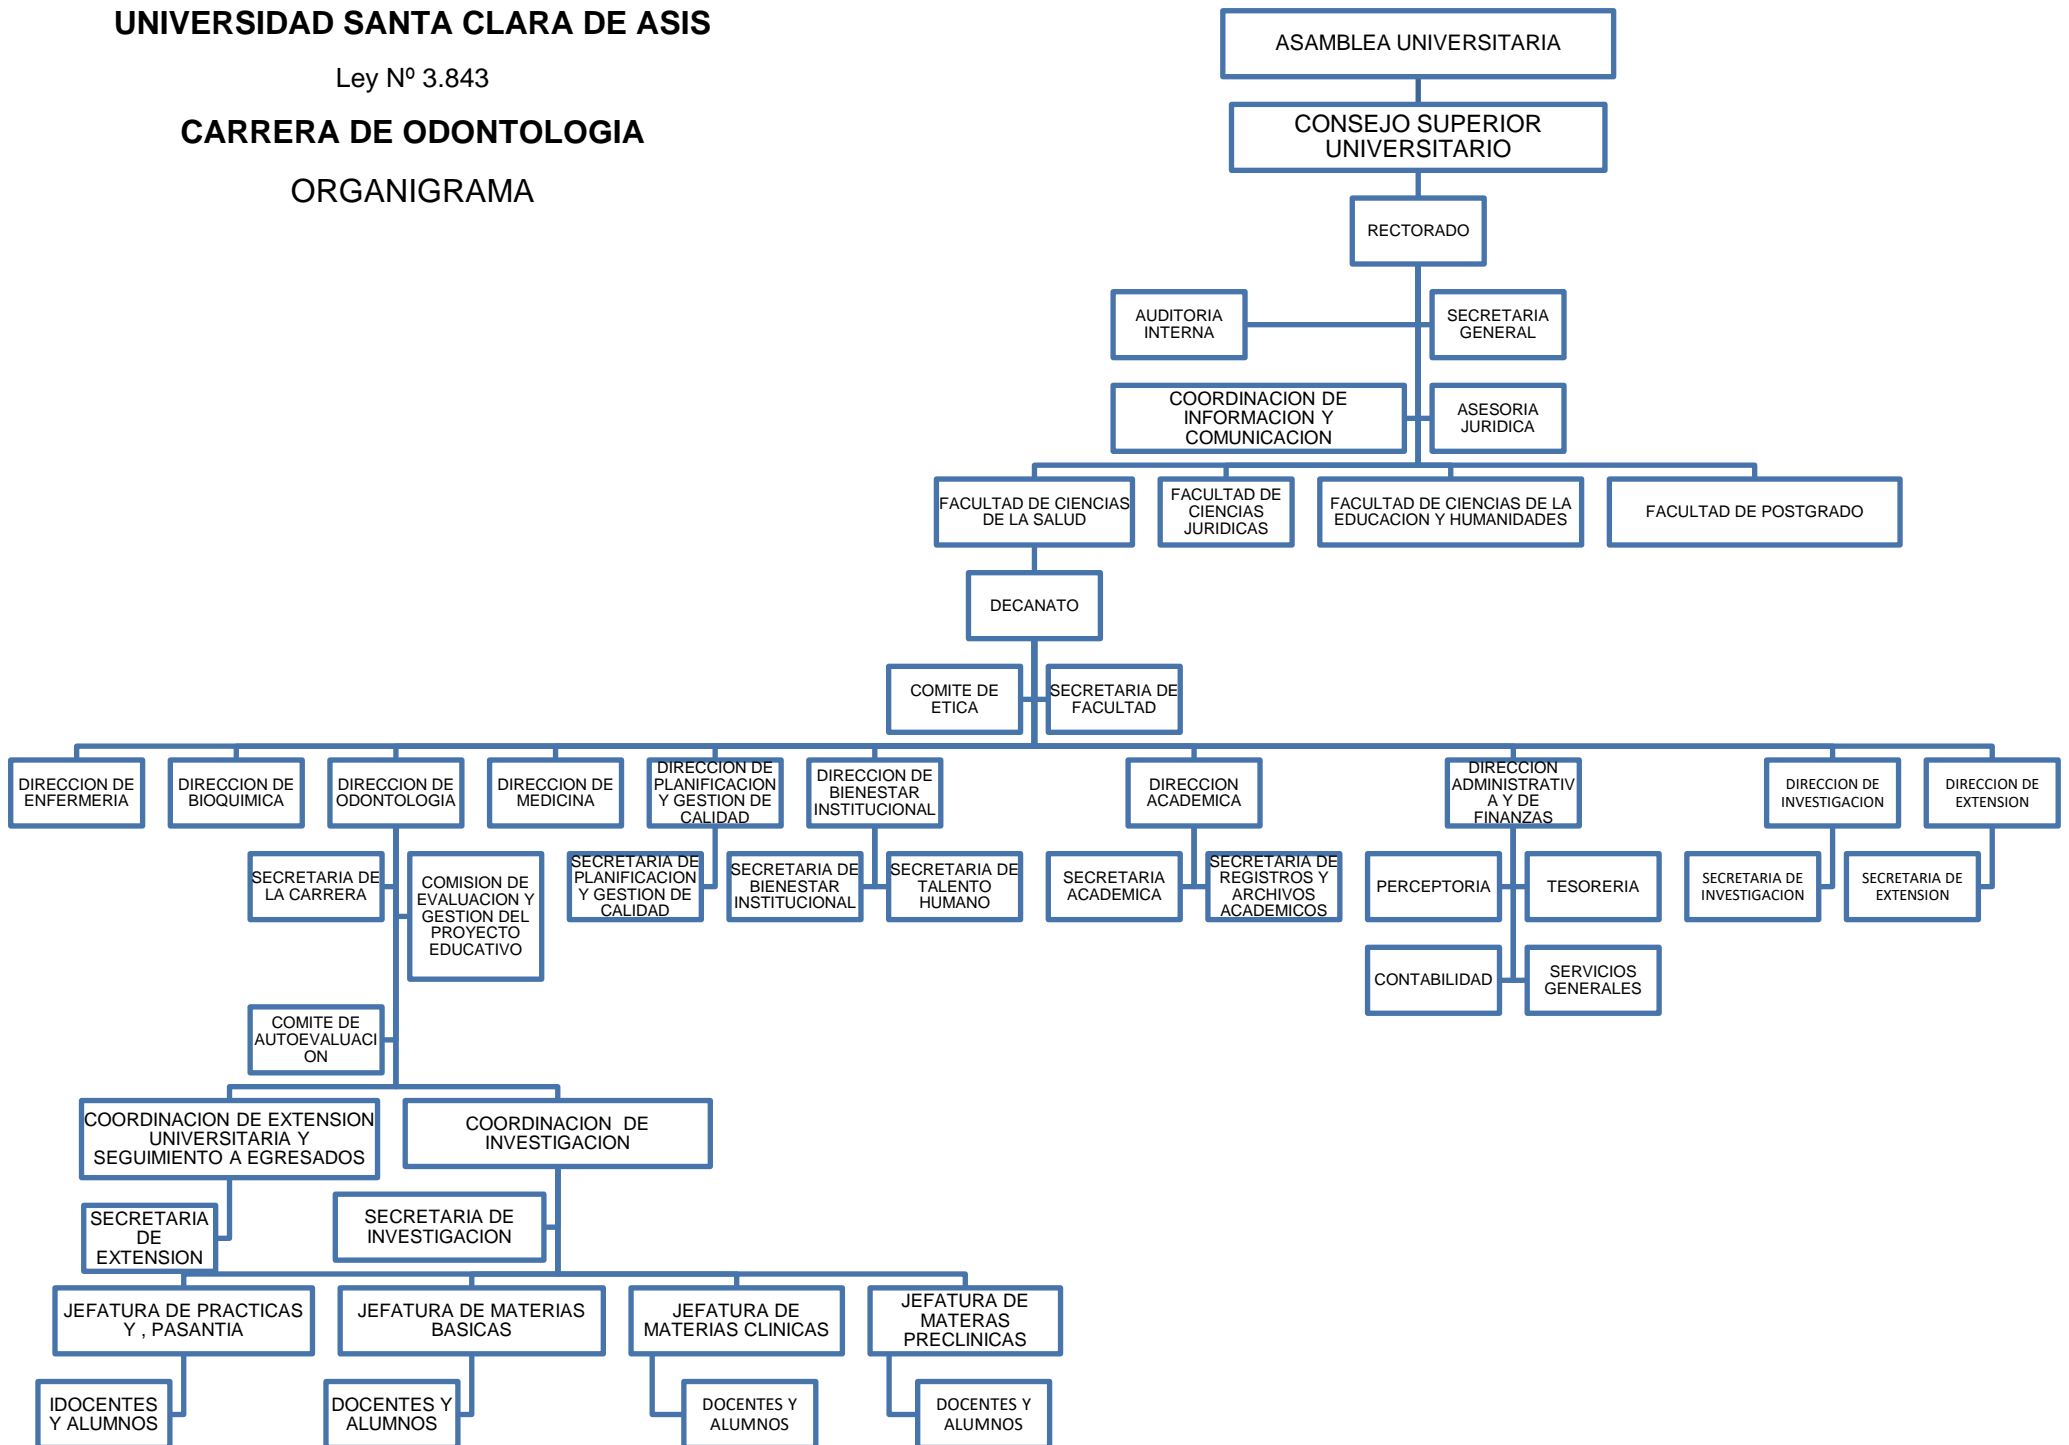 UNIVERSIDAD SANTA CLARA DE ASIS
Ley Nº 3.843
CARRERA DE ODONTOLOGIA
ORGANIGRAMA
ASAMBLEA UNIVERSITARIA
CONSEJO SUPERIOR
UNIVERSITARIO
RECTORADO
AUDITORIA
INTERNA
SECRETARIA
GENERAL
COORDINACION DE
INFORMACION Y
COMUNICACION
ASESORIA
JURIDICA
FACULTAD DE CIENCIAS
DE LA SALUD
FACULTAD DE
CIENCIAS
JURIDICAS
FACULTAD DE CIENCIAS DE LA
EDUCACION Y HUMANIDADES
FACULTAD DE POSTGRADO
DECANATO
COMITE DE
ETICA
SECRETARIA DE
FACULTAD
DIRECCION DE
ENFERMERIA
DIRECCION DE
BIOQUIMICA
DIRECCION DE
ODONTOLOGIA
DIRECCION DE
MEDICINA
DIRECCION DE
PLANIFICACION
Y GESTION DE
CALIDAD
DIRECCION DE
BIENESTAR
INSTITUCIONAL
DIRECCION
ACADEMICA
DIRECCION
ADMINISTRATIV
A Y DE
FINANZAS
DIRECCION DE
INVESTIGACION
DIRECCION DE
EXTENSION
SECRETARIA DE
LA CARRERA
COMISION DE
EVALUACION Y
GESTION DEL
PROYECTO
EDUCATIVO
SECRETARIA DE
PLANIFICACION
Y GESTION DE
CALIDAD
SECRETARIA DE
BIENESTAR
INSTITUCIONAL
SECRETARIA DE
TALENTO
HUMANO
SECRETARIA
ACADEMICA
SECRETARIA DE
REGISTROS Y
ARCHIVOS
ACADEMICOS
PERCEPTORIA
TESORERIA
SECRETARIA DE
INVESTIGACION
SECRETARIA DE
EXTENSION
CONTABILIDAD
SERVICIOS
GENERALES
COMITE DE
AUTOEVALUACI
ON
COORDINACION DE EXTENSION
UNIVERSITARIA Y
SEGUIMIENTO A EGRESADOS
COORDINACION  DE
INVESTIGACION
SECRETARIA
DE
EXTENSION
SECRETARIA DE
INVESTIGACION
JEFATURA DE PRACTICAS
Y , PASANTIA
JEFATURA DE MATERIAS
BASICAS
JEFATURA DE
MATERIAS CLINICAS
JEFATURA DE
MATERAS
PRECLINICAS
IDOCENTES
Y ALUMNOS
DOCENTES Y
ALUMNOS
DOCENTES Y
ALUMNOS
DOCENTES Y
ALUMNOS